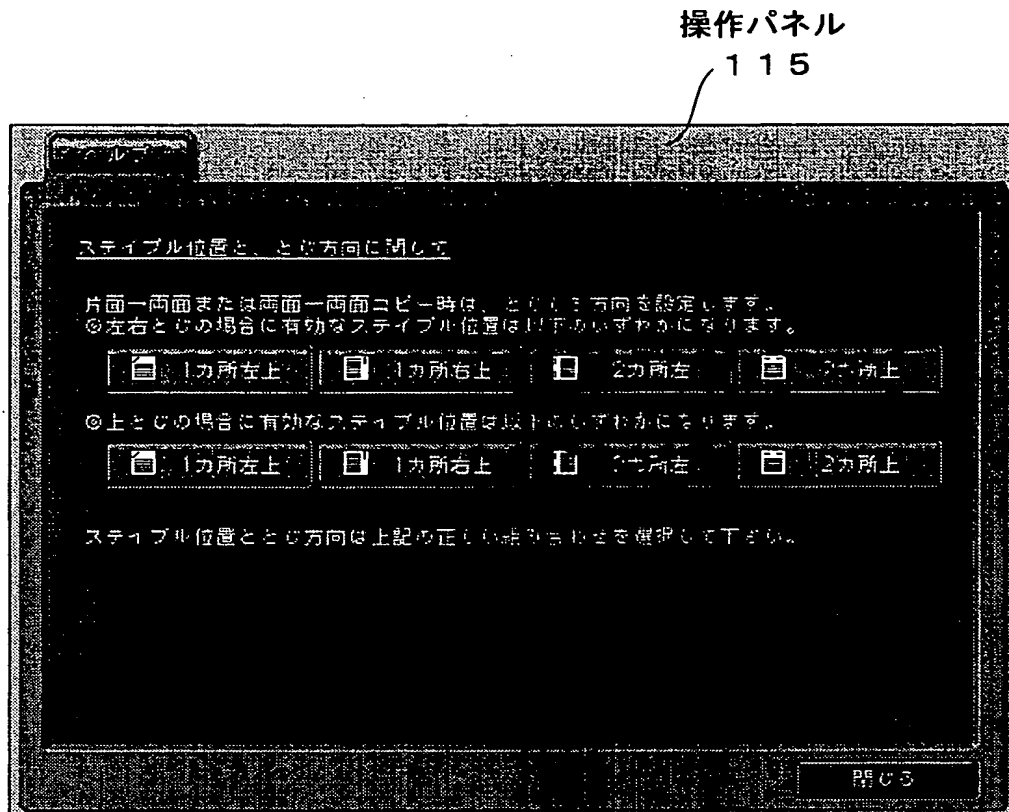 操作パネル
115
ヘルプ
ステイプル位置と、とじ方向に関して
片面→両面または両面→両面コピー時は、とじしろ方向を設定します。
◎左右とじの場合に有効なステイプル位置は以下のいずれかになります。
1カ所左上 1カ所右上 2カ所左 2カ所上
◎上とじの場合に有効なステイプル位置は以下のいずれかになります。
1カ所左上 1カ所右上 2カ所左 2カ所上
ステイプル位置ととじ方向は上記の正しい組み合わせを選択して下さい。
閉じる